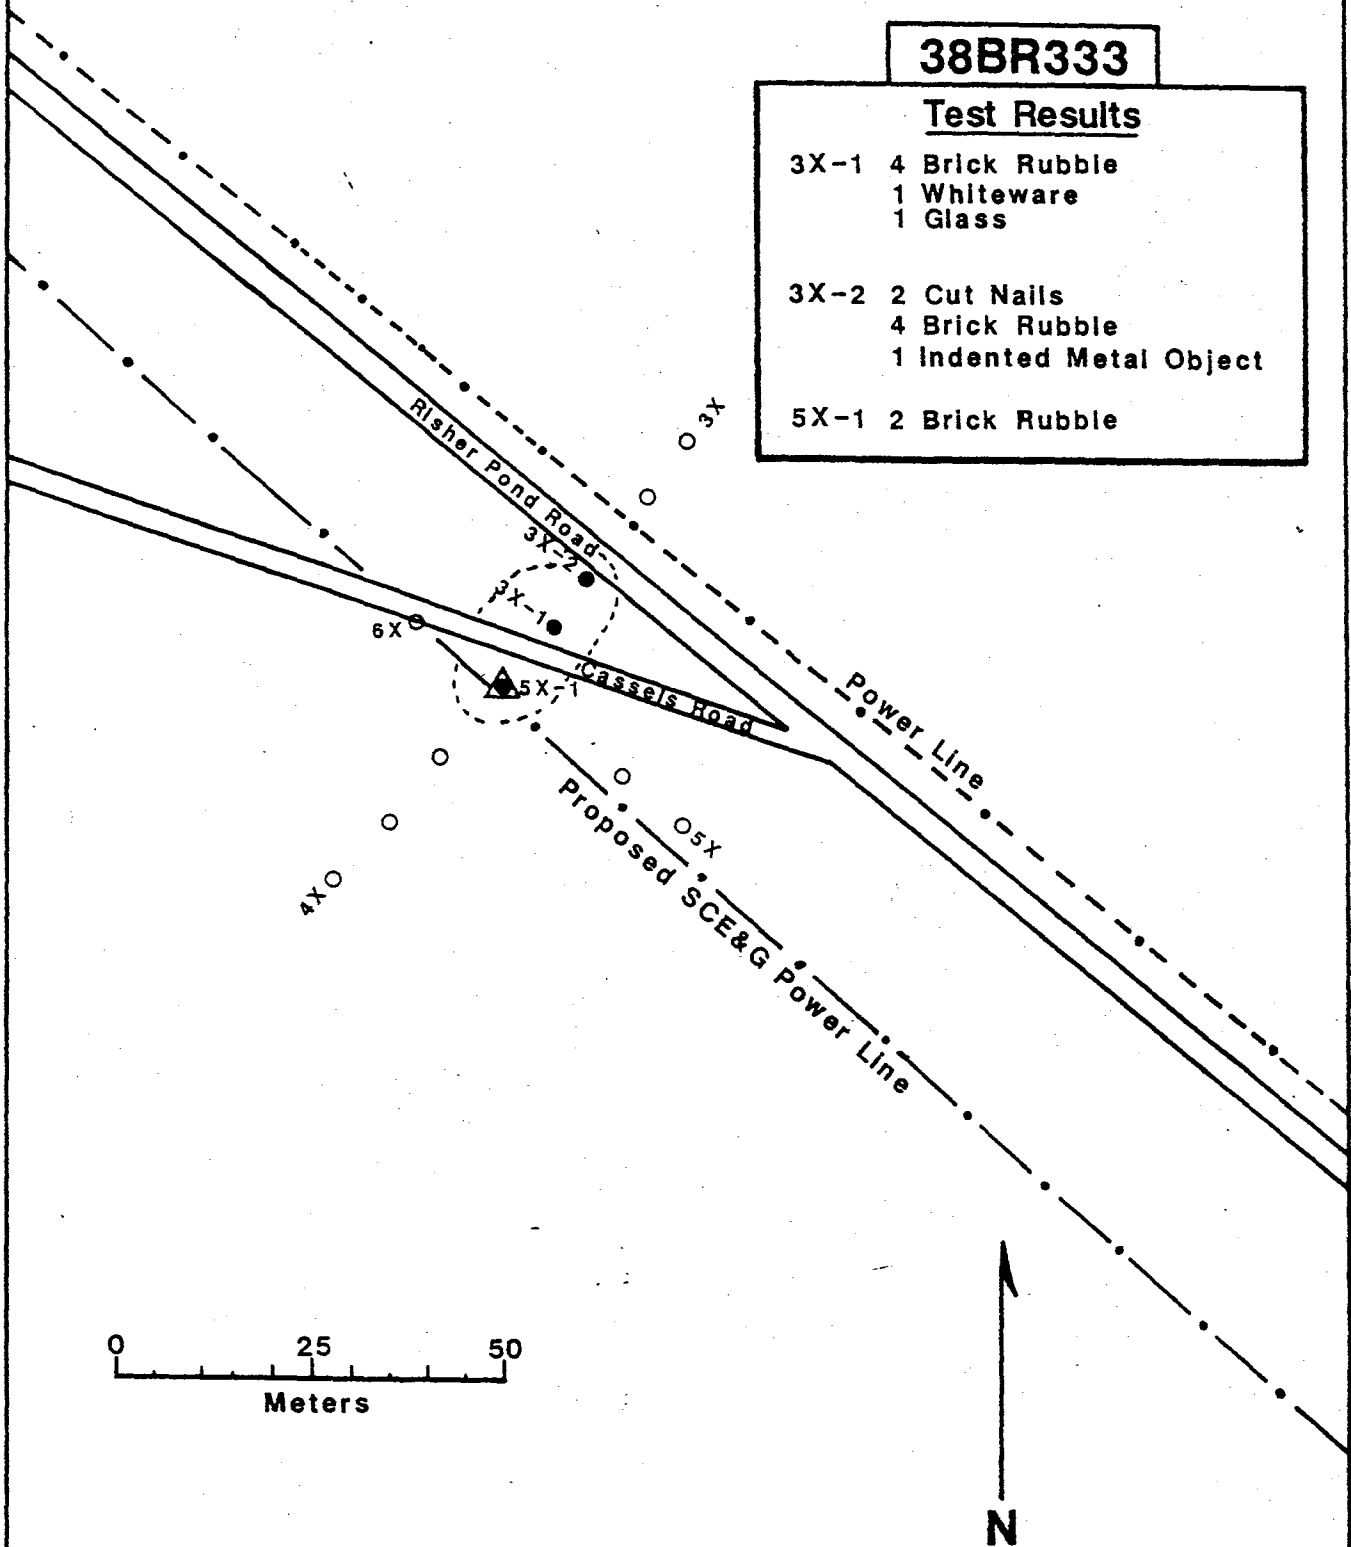 38BR333
Test Results
3X-1 4 Brick Rubble
1 Whiteware
1 Glass
3X-2 2 Cut Nails
4 Brick Rubble
1 Indented Metal Object
5X-1 2 Brick Rubble
3X
Risher Pond Road
3X-2
3X-1
6X
5X-1
Cassels Road
Power Line
5X
Proposed SCE&G Power Line
4X
0 25 50
Meters
N